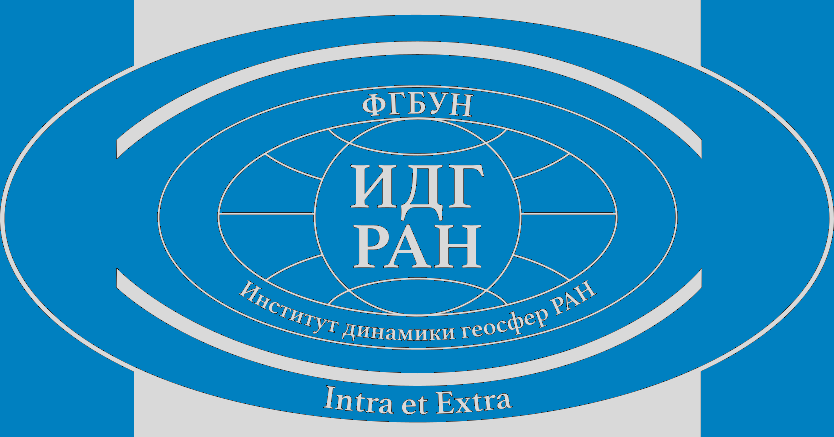 ФГБУН
ИДГ
РАН
Институт динамики геосфер РАН
Intra et Extra